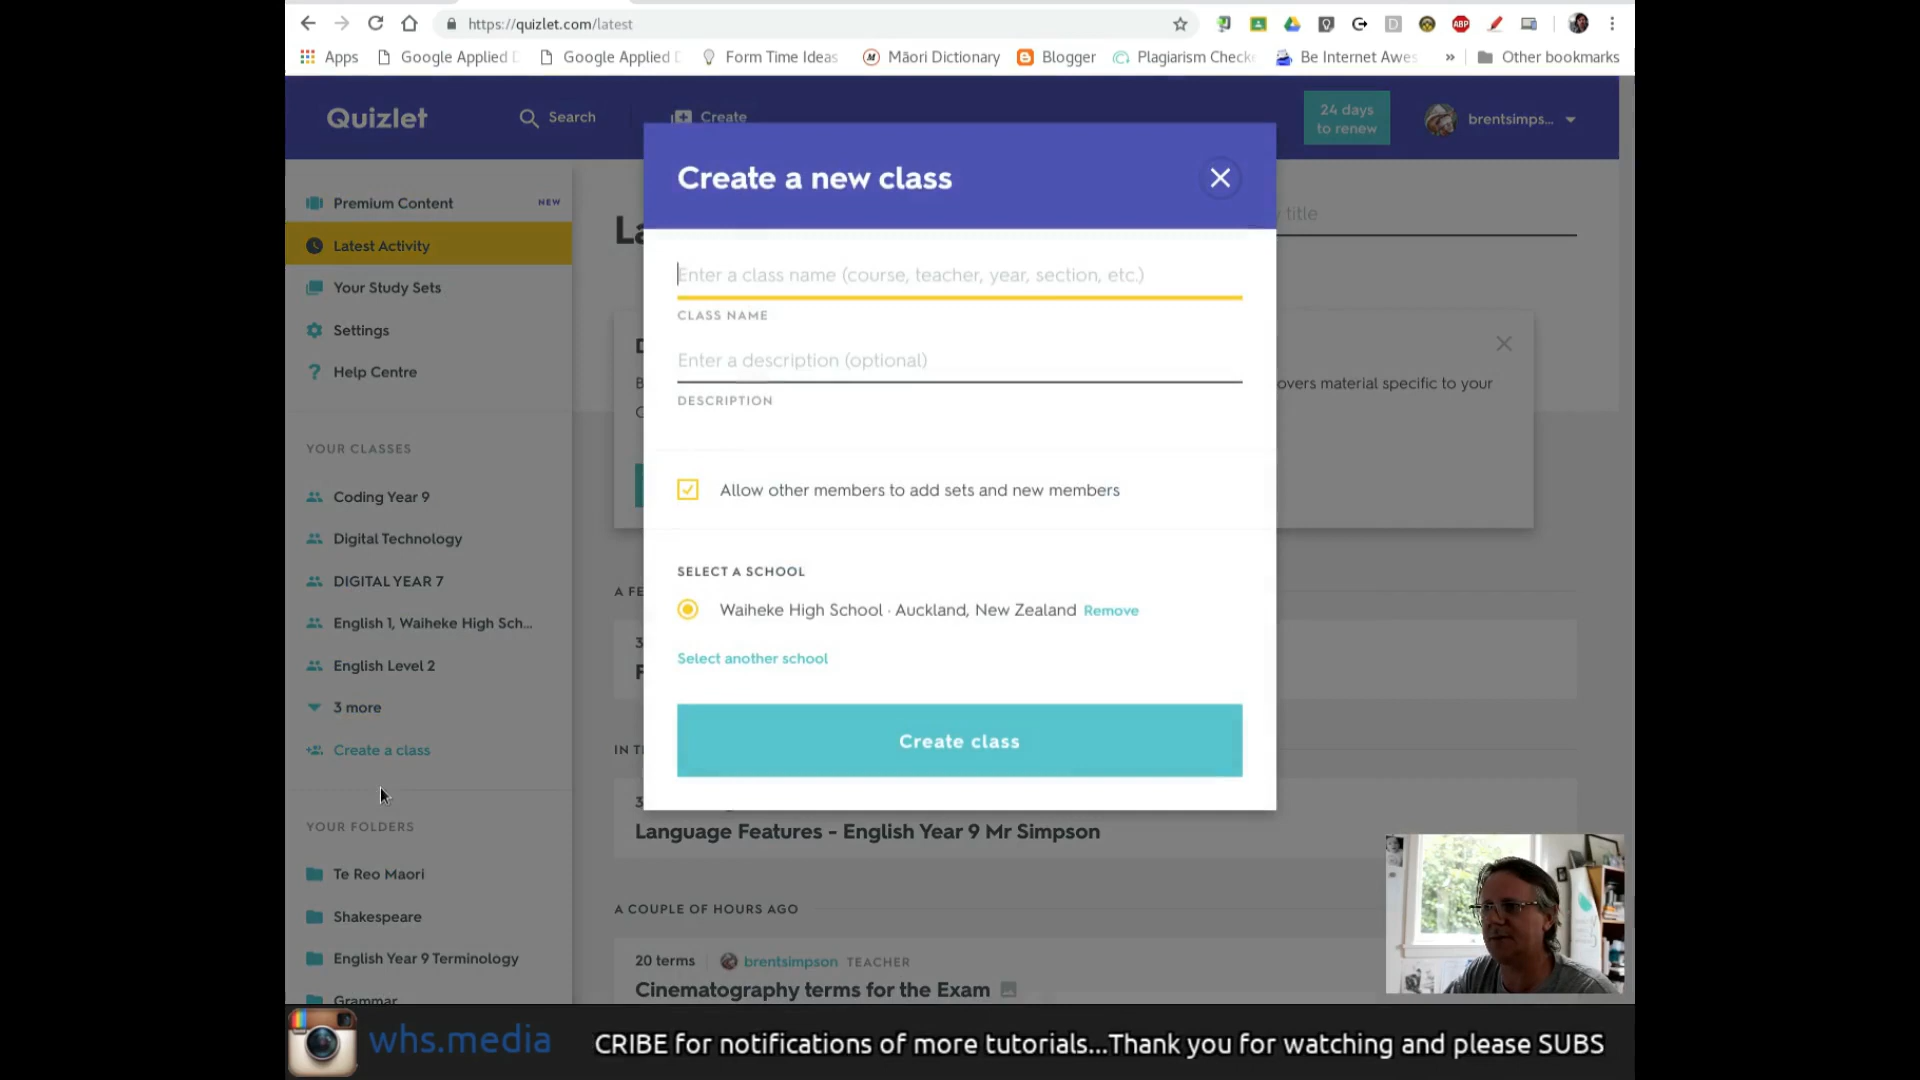 https://quizlet.com/latest
Apps Google Applied Google Applied Form Time Ideas Māori Dictionary Blogger Plagiarism Check Be Internet Awes » Other bookmarks
Quizlet Search Create 24 days to renew brentsimps...
Premium Content NEW
Latest Activity
Your Study Sets
Settings
Help Centre
YOUR CLASSES
Coding Year 9
Digital Technology
DIGITAL YEAR 7
English 1, Waiheke High Sch...
English Level 2
3 more
Create a class
YOUR FOLDERS
Te Reo Maori
Shakespeare
English Year 9 Terminology
Grammar
Create a new class
Enter a class name (course, teacher, year, section, etc.)
CLASS NAME
Enter a description (optional)
DESCRIPTION
Allow other members to add sets and new members
SELECT A SCHOOL
Waiheke High School · Auckland, New Zealand Remove
Select another school
Create class
title
overs material specific to your
A FE
IN T
Language Features - English Year 9 Mr Simpson
A COUPLE OF HOURS AGO
20 terms brentsimpson TEACHER
Cinematography terms for the Exam
whs.media CRIBE for notifications of more tutorials...Thank you for watching and please SUBS